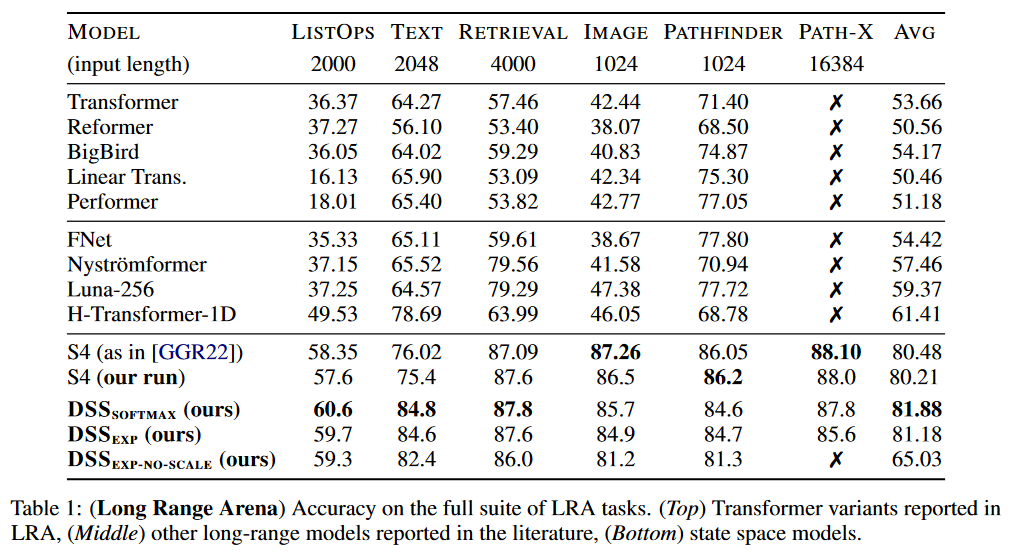 MODEL LISTOPS TEXT RETRIEVAL IMAGE PATHFINDER PATH-X AVG
(input length) 2000 2048 4000 1024 1024 16384
Transformer 36.37 64.27 57.46 42.44 71.40 ✗ 53.66
Reformer 37.27 56.10 53.40 38.07 68.50 ✗ 50.56
BigBird 36.05 64.02 59.29 40.83 74.87 ✗ 54.17
Linear Trans. 16.13 65.90 53.09 42.34 75.30 ✗ 50.46
Performer 18.01 65.40 53.82 42.77 77.05 ✗ 51.18
FNet 35.33 65.11 59.61 38.67 77.80 ✗ 54.42
Nyströmformer 37.15 65.52 79.56 41.58 70.94 ✗ 57.46
Luna-256 37.25 64.57 79.29 47.38 77.72 ✗ 59.37
H-Transformer-1D 49.53 78.69 63.99 46.05 68.78 ✗ 61.41
S4 (as in [GGR22]) 58.35 76.02 87.09 87.26 86.05 88.10 80.48
S4 (our run) 57.6 75.4 87.6 86.5 86.2 88.0 80.21
DSS SOFTMAX (ours) 60.6 84.8 87.8 85.7 84.6 87.8 81.88
DSS EXP (ours) 59.7 84.6 87.6 84.9 84.7 85.6 81.18
DSS EXP-NO-SCALE (ours) 59.3 82.4 86.0 81.2 81.3 ✗ 65.03
Table 1: (Long Range Arena) Accuracy on the full suite of LRA tasks. (Top) Transformer variants reported in
LRA, (Middle) other long-range models reported in the literature, (Bottom) state space models.